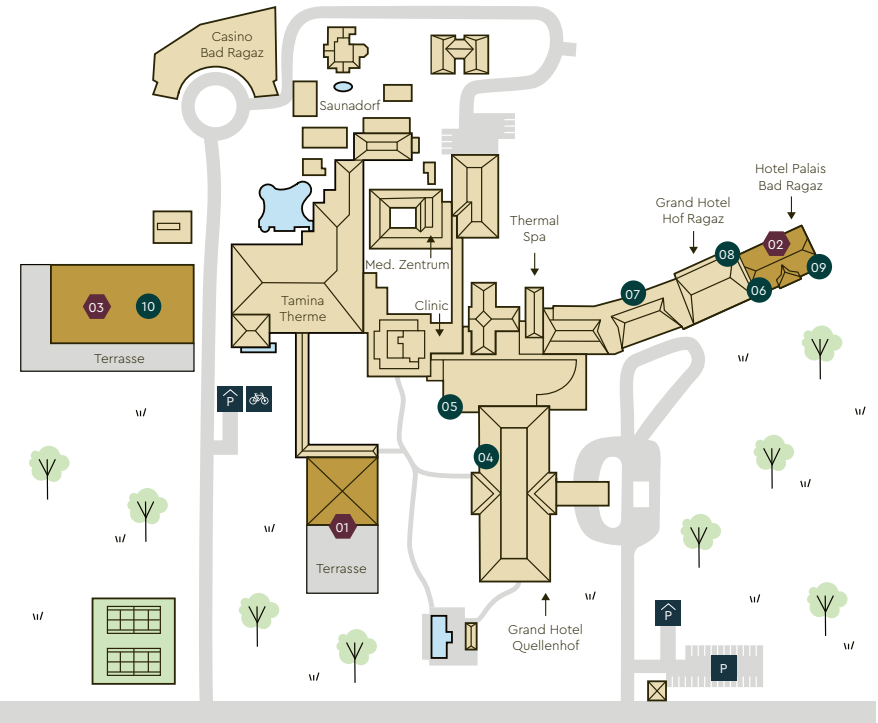 Casino
Bad Ragaz
Saunadorf
Hotel Palais
Bad Ragaz
Grand Hotel
Hof Ragaz
Thermal
Spa
02
08
09
Med. Zentrum
06
07
03
10
Tamina
Therme
Clinic
Terrasse
P
05
04
01
Terrasse
P
Grand Hotel
Quellenhof
P